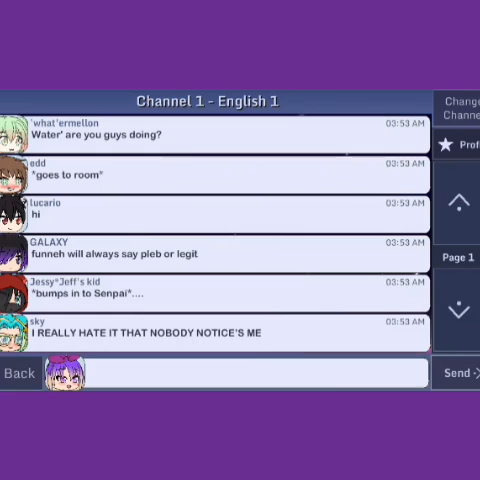 Channel 1 - English 1
Change
Channe
'what'ermellon 03:53 AM
Water' are you guys doing?
Prof
edd 03:53 AM
*goes to room*
lucario 03:53 AM
hi
GALAXY 03:53 AM
funneh will always say pleb or legit
Page 1
Jessy*Jeff's kid 03:53 AM
*bumps in to Senpai*....
sky 03:53 AM
I REALLY HATE IT THAT NOBODY NOTICE'S ME
Back
Send